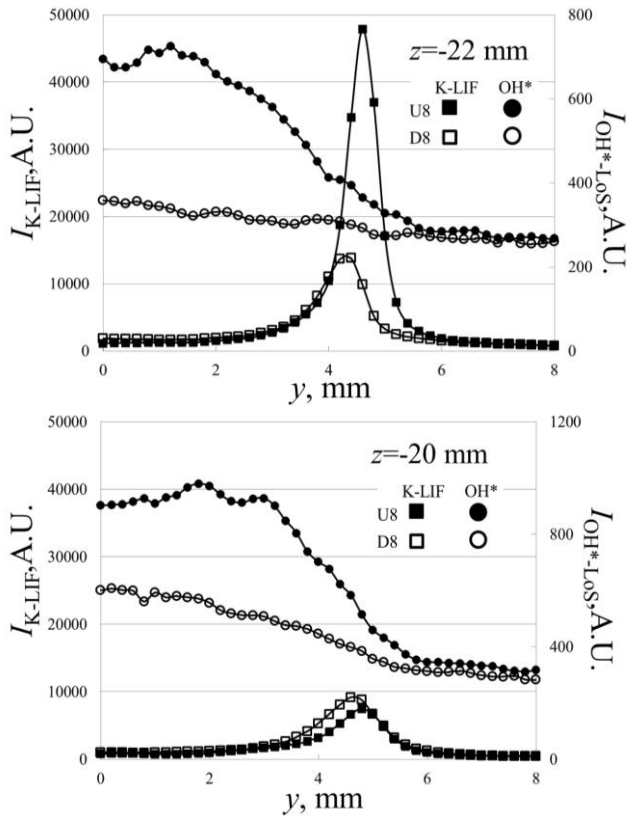 50000
40000
30000
20000
10000
0
I_K-LIF,A.U.
z=-22 mm
K-LIF OH*
U8
D8
800
600
400
200
0
I_OH*-LoS,A.U.
0 2 4 6 8
y, mm
50000
40000
30000
20000
10000
0
I_K-LIF,A.U.
z=-20 mm
K-LIF OH*
U8
D8
1200
800
400
0
I_OH*-LoS,A.U.
0 2 4 6 8
y, mm